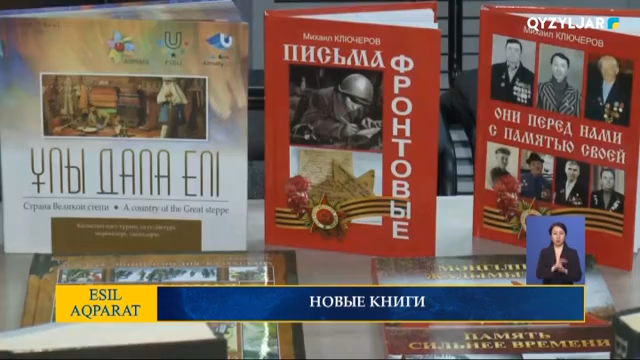 QYZYLJAR
Михаил КЛЮЧЕРОВ
ПИСЬМА
ФРОНТОВЫЕ
Михаил КЛЮЧЕРОВ
ОНИ ПЕРЕД НАМИ
С ПАМЯТЬЮ СВОЕЙ
ҰЛЫ ДАЛА ЕЛІ
Страна Великой степи • A country of the Great steppe
ESIL
AQPARAT
НОВЫЕ КНИГИ
ПАМЯТЬ
СИЛЬНЕЕ ВРЕМЕНИ